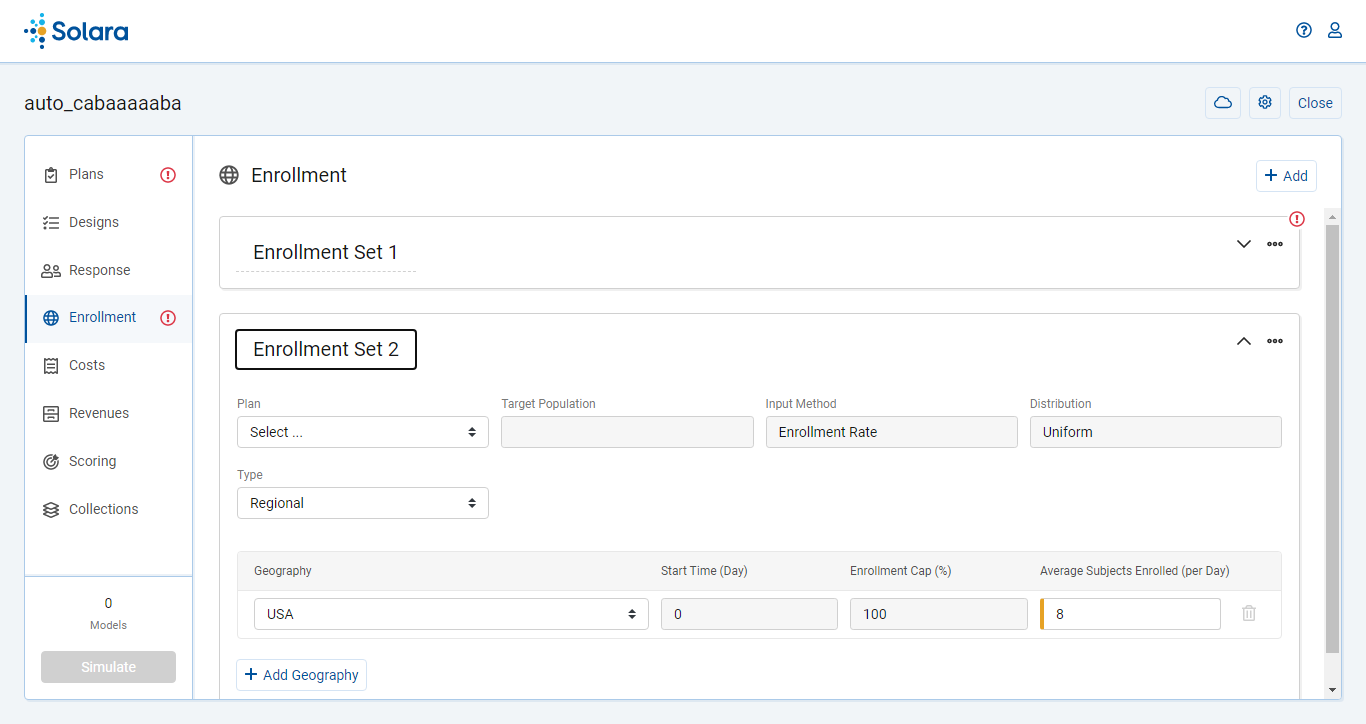 Solara
auto_cabaaaaaba
Close
Plans
Designs
Response
Enrollment
Costs
Revenues
Scoring
Collections
0
Models
Simulate
Enrollment
Add
Enrollment Set 1
Enrollment Set 2
Plan Target Population Input Method Distribution
Select ... Enrollment Rate Uniform
Type
Regional
Geography Start Time (Day) Enrollment Cap (%) Average Subjects Enrolled (per Day)
USA 0 100 8
Add Geography